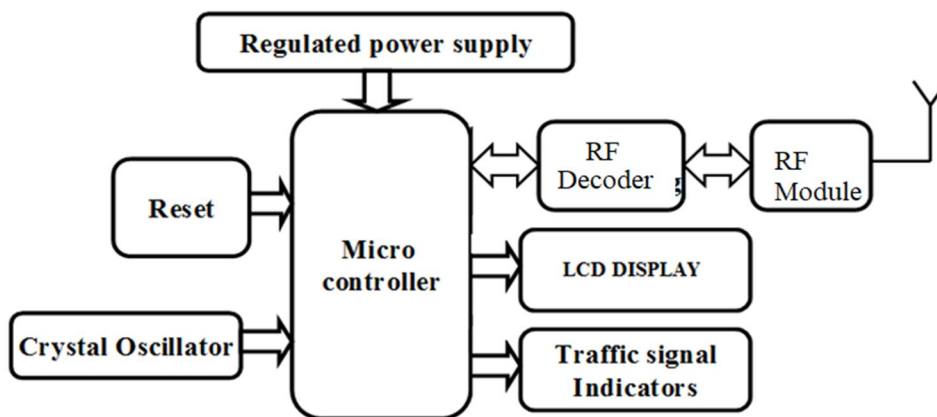 Regulated power supply
RF
Decoder
g
RF
Module
Reset
Micro
controller
LCD DISPLAY
Crystal Oscillator
Traffic signal
Indicators